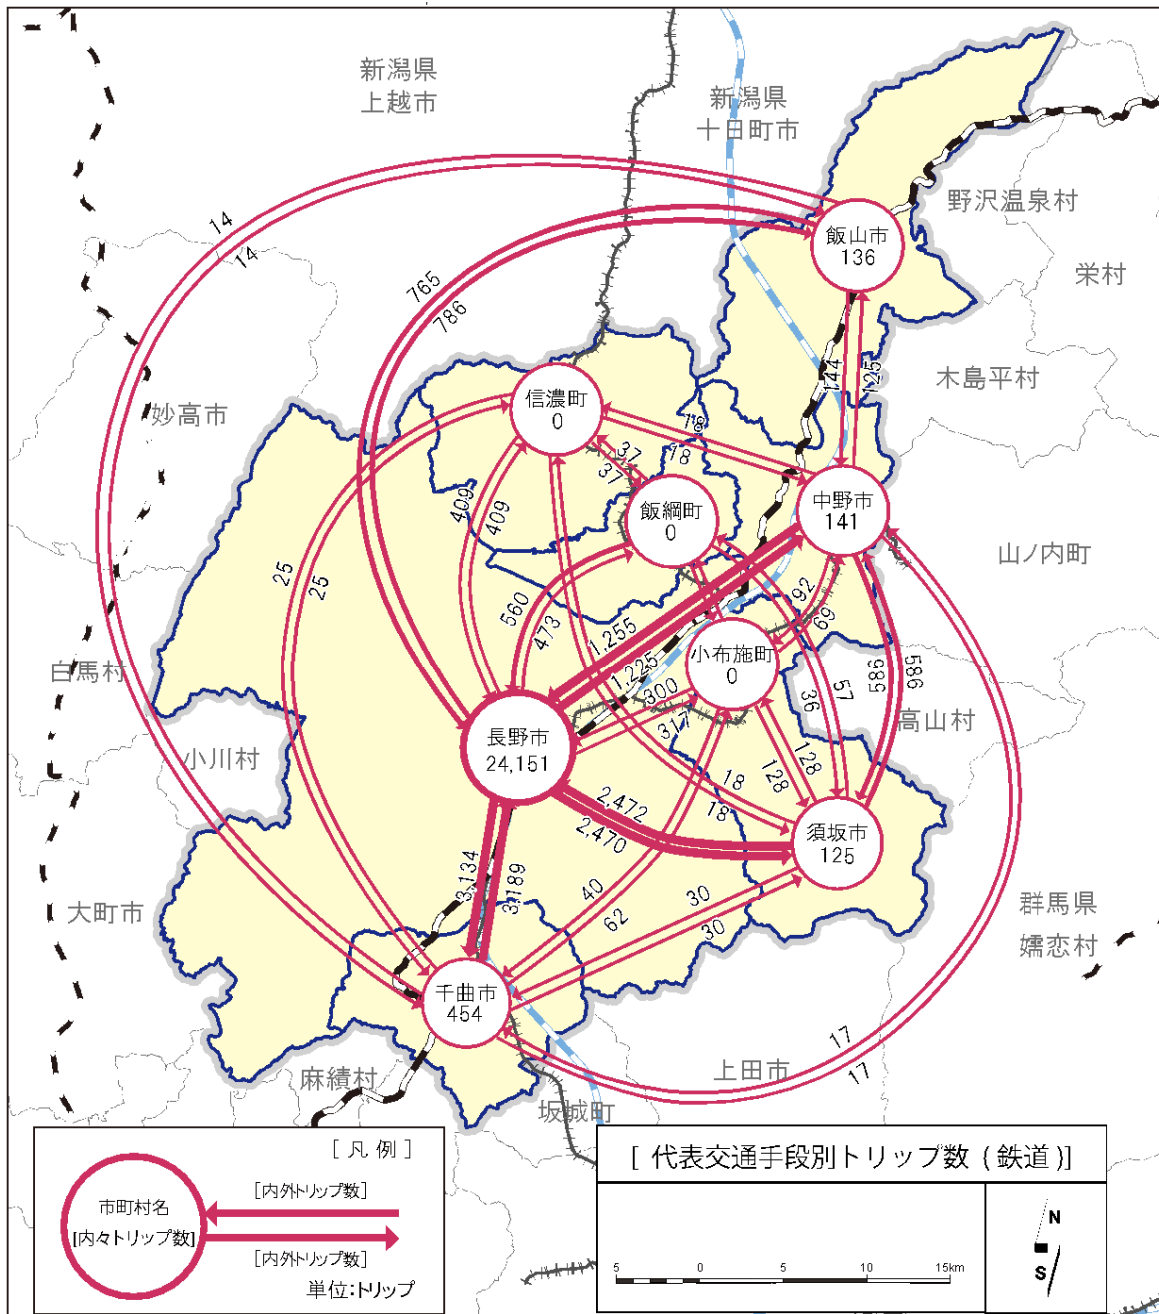 新潟県
上越市
新潟県
十日町市
野沢温泉村
栄村
飯山市
136
14
14
765
786
木島平村
144
125
妙高市
信濃町
0
18
18
37
37
飯綱町
0
中野市
141
409
409
山ノ内町
25
25
560
473
92
69
1,255
1,225
小布施町
0
586
586
57
36
白馬村
小川村
高山村
300
317
長野市
24,151
128
128
18
18
2,472
2,470
須坂市
125
3,134
3,189
40
62
30
30
大町市
群馬県
嬬恋村
千曲市
454
17
17
上田市
麻績村
坂城町
[ 凡 例 ]
市町村名
[内々トリップ数]
[内外トリップ数]
[内外トリップ数]
単位:トリップ
[ 代表交通手段別トリップ数 ( 鉄道 )]
5 0 5 10 15km
N
S